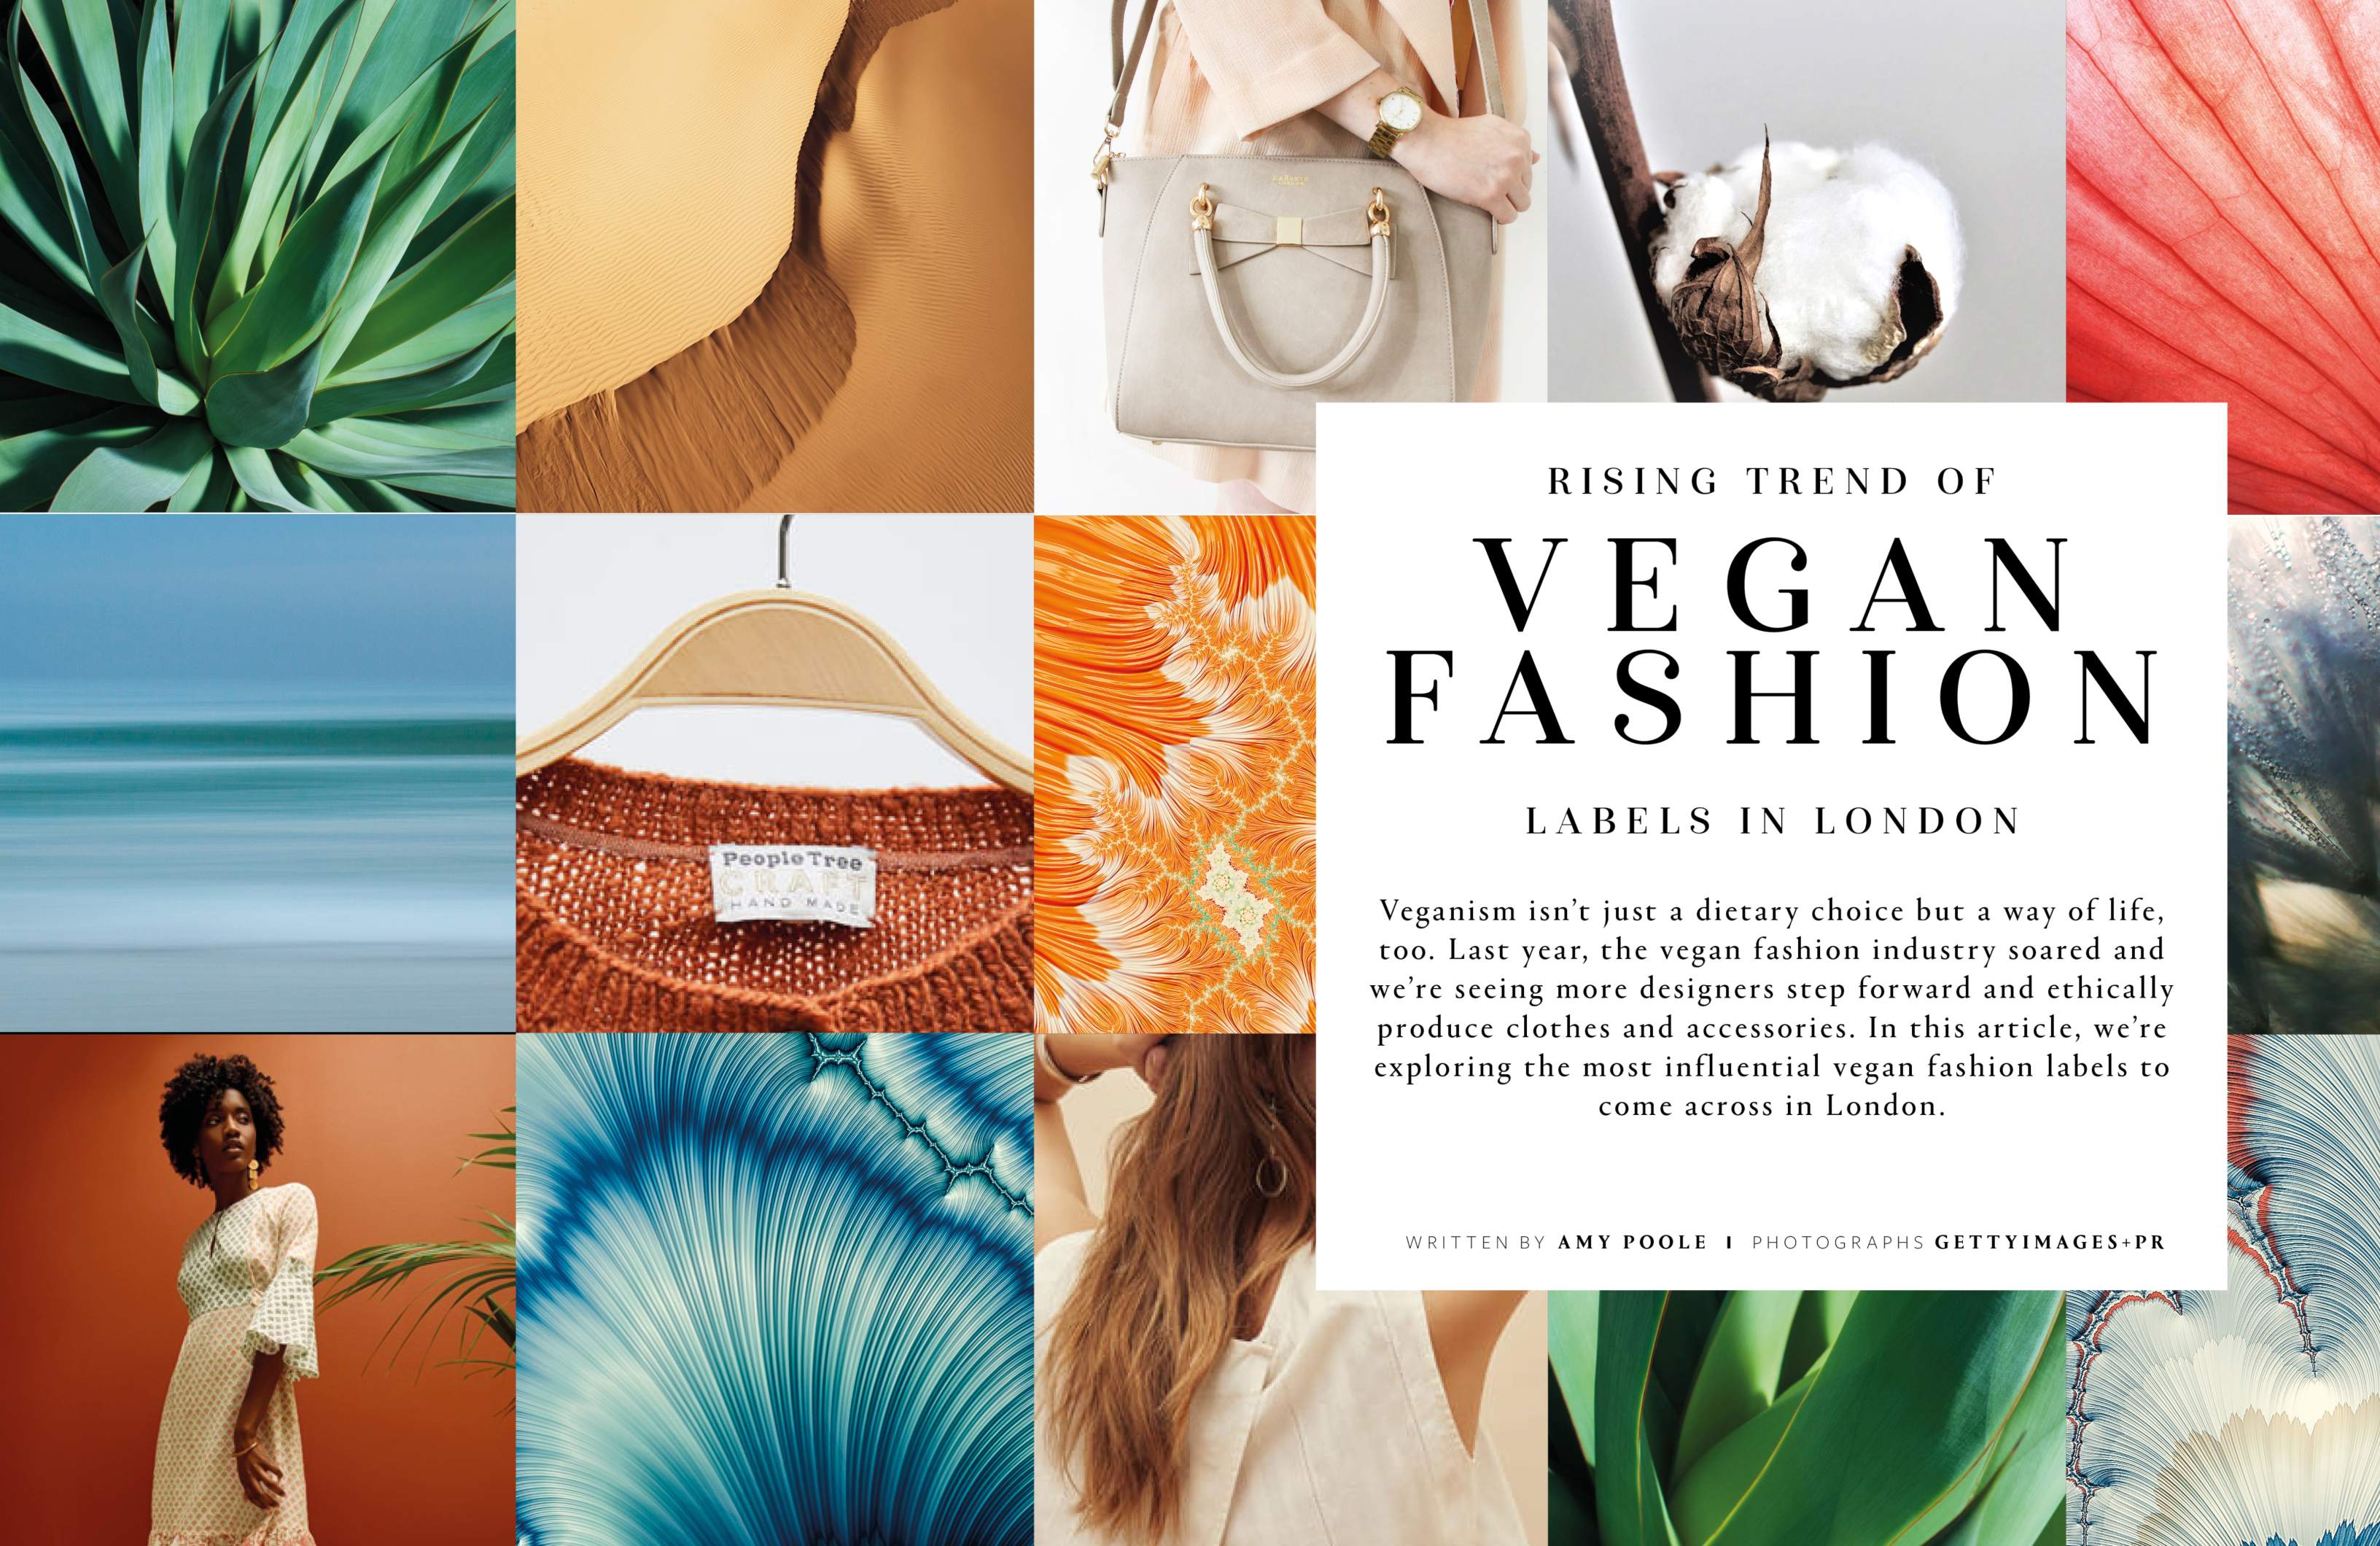 RISING TREND OF
VEGAN
FASHION
LABELS IN LONDON
Veganism isn't just a dietary choice but a way of life,
too. Last year, the vegan fashion industry soared and
we're seeing more designers step forward and ethically
produce clothes and accessories. In this article, we're
exploring the most influential vegan fashion labels to
come across in London.
WRITTEN BY AMY POOLE I PHOTOGRAPHS GETTYIMAGES+PR
People Tree
CRAFT
HAND MADE